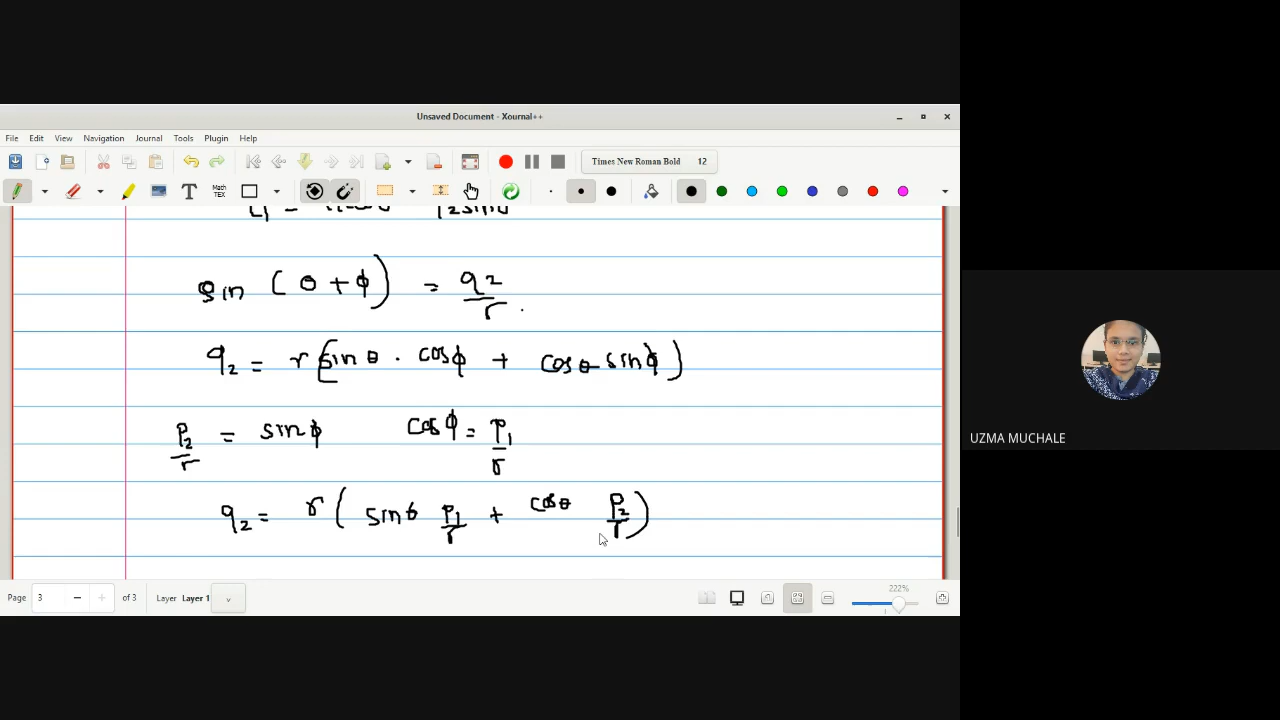 Unsaved Document - Xournal++
File Edit View Navigation Journal Tools Plugin Help
Times New Roman Bold 12
T Math TEX
sin (θ + ϕ) = q2/r .
q2 = r [sin θ . cos ϕ + cos θ sin ϕ)
p2/r = sin ϕ cos ϕ = p1/r
q2 = r ( sin θ p1/r + cos θ p2/r )
UZMA MUCHALE
Page 3 of 3 Layer Layer 1 222%